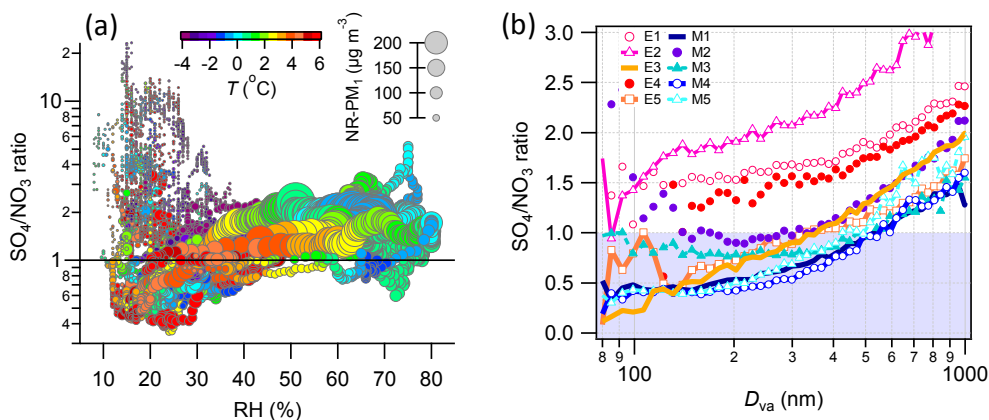 (a)
-4 -2 0 2 4 6
T (°C)
NR-PM₁ (µg m⁻³)
200
150
100
50
SO₄/NO₃ ratio
2
10
8
6
4
2
1
8
6
4
10 20 30 40 50 60 70 80
RH (%)
b)
E1 M1
E2 M2
E3 M3
E4 M4
E5 M5
SO₄/NO₃ ratio
3.0
2.5
2.0
1.5
1.0
0.5
0.0
8 9 2 3 4 5 6 7 8 9
100 1000
Dva (nm)